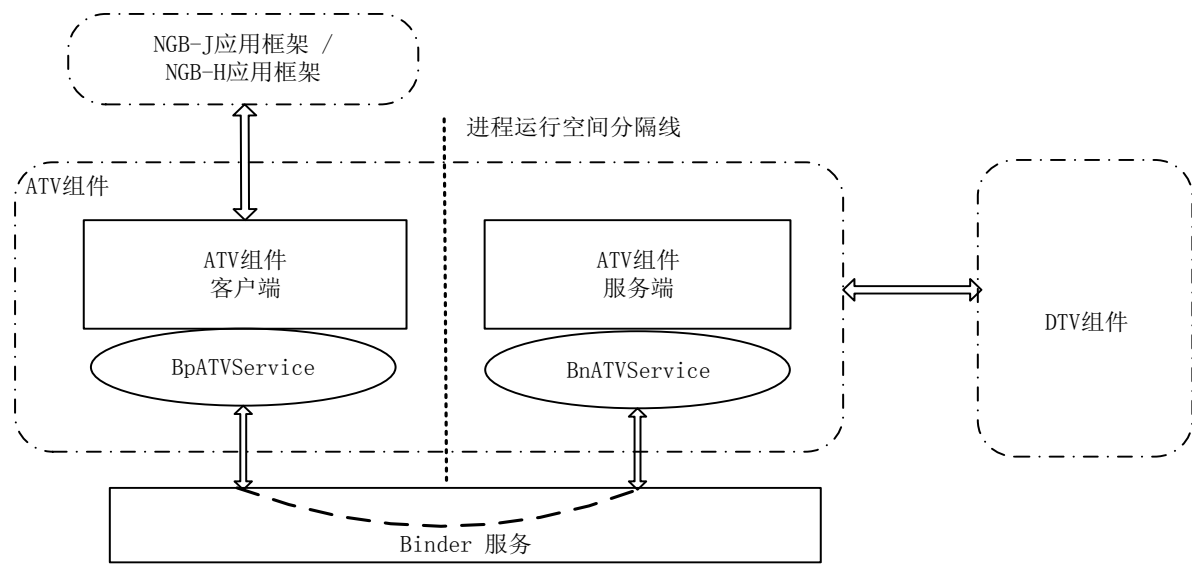 NGB-J应用框架 /
NGB-H应用框架
进程运行空间分隔线
ATV组件
ATV组件
客户端
ATV组件
服务端
DTV组件
BpATVService
BnATVService
Binder 服务